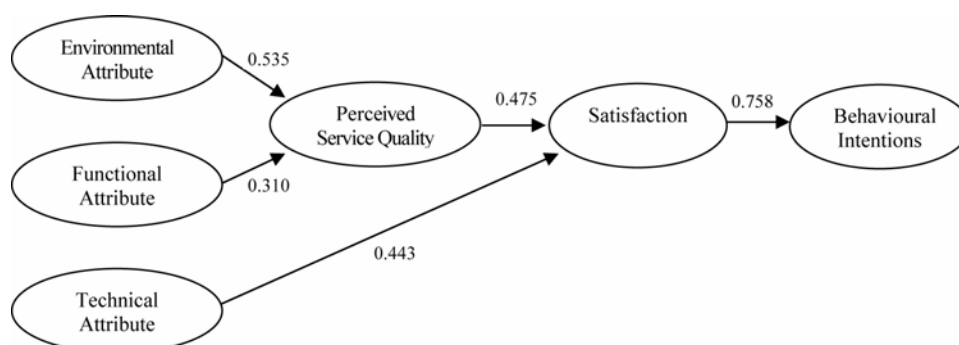 Environmental
Attribute
0.535
Perceived
Service Quality
0.475
Satisfaction
0.758
Behavioural
Intentions
Functional
Attribute
0.310
0.443
Technical
Attribute